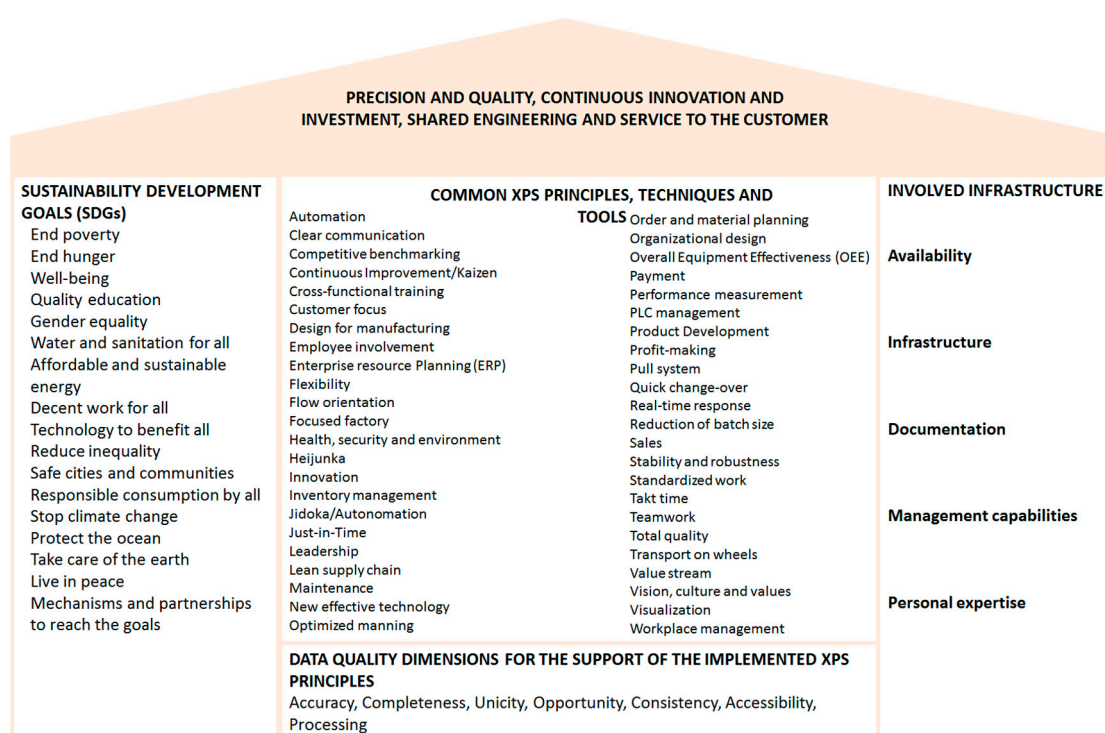 PRECISION AND QUALITY, CONTINUOUS INNOVATION AND
INVESTMENT, SHARED ENGINEERING AND SERVICE TO THE CUSTOMER
SUSTAINABILITY DEVELOPMENT
GOALS (SDGs)
End poverty
End hunger
Well-being
Quality education
Gender equality
Water and sanitation for all
Affordable and sustainable
energy
Decent work for all
Technology to benefit all
Reduce inequality
Safe cities and communities
Responsible consumption by all
Stop climate change
Protect the ocean
Take care of the earth
Live in peace
Mechanisms and partnerships
to reach the goals
COMMON XPS PRINCIPLES, TECHNIQUES AND
TOOLS
Automation
Clear communication
Competitive benchmarking
Continuous Improvement/Kaizen
Cross-functional training
Customer focus
Design for manufacturing
Employee involvement
Enterprise resource Planning (ERP)
Flexibility
Flow orientation
Focused factory
Health, security and environment
Heijunka
Innovation
Inventory management
Jidoka/Autonomation
Just-in-Time
Leadership
Lean supply chain
Maintenance
New effective technology
Optimized manning
Order and material planning
Organizational design
Overall Equipment Effectiveness (OEE)
Payment
Performance measurement
PLC management
Product Development
Profit-making
Pull system
Quick change-over
Real-time response
Reduction of batch size
Sales
Stability and robustness
Standardized work
Takt time
Teamwork
Total quality
Transport on wheels
Value stream
Vision, culture and values
Visualization
Workplace management
DATA QUALITY DIMENSIONS FOR THE SUPPORT OF THE IMPLEMENTED XPS
PRINCIPLES
Accuracy, Completeness, Unicity, Opportunity, Consistency, Accessibility,
Processing
INVOLVED INFRASTRUCTURE
Availability
Infrastructure
Documentation
Management capabilities
Personal expertise